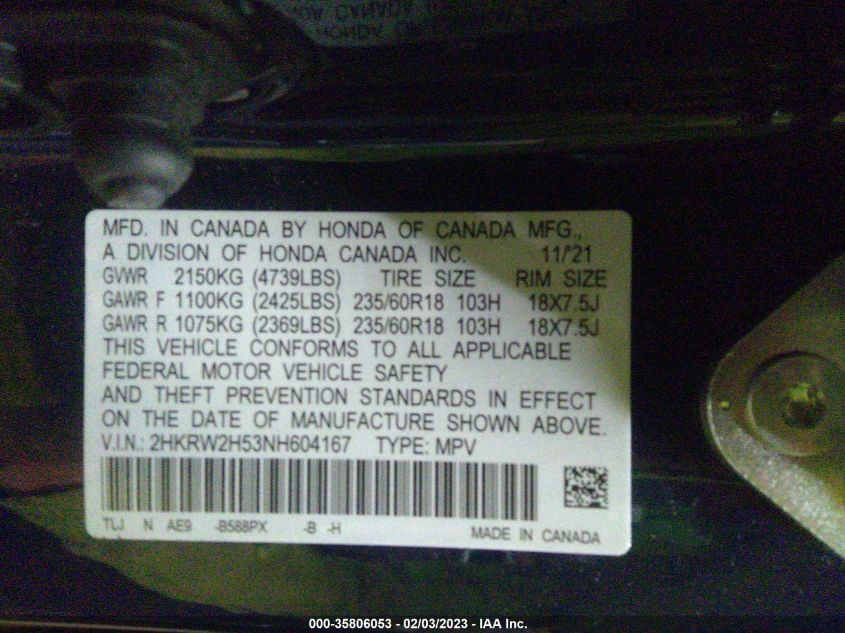 MFD. IN CANADA BY HONDA OF CANADA MFG.,
A DIVISION OF HONDA CANADA INC. 11/'21
GVWR 2150KG (4739LBS) TIRE SIZE RIM SIZE
GAWR F 1100KG (2425LBS) 235/60R18 103H 18X7.5J
GAWR R 1075KG (2369LBS) 235/60R18 103H 18X7.5J
THIS VEHICLE CONFORMS TO ALL APPLICABLE
FEDERAL MOTOR VEHICLE SAFETY
AND THEFT PREVENTION STANDARDS IN EFFECT
ON THE DATE OF MANUFACTURE SHOWN ABOVE.
V.I.N.: 2HKRW2H53NH604167 TYPE: MPV
TLJ N AE9 -B588PX -B -H MADE IN CANADA
000-35806053 - 02/03/2023 - IAA Inc.